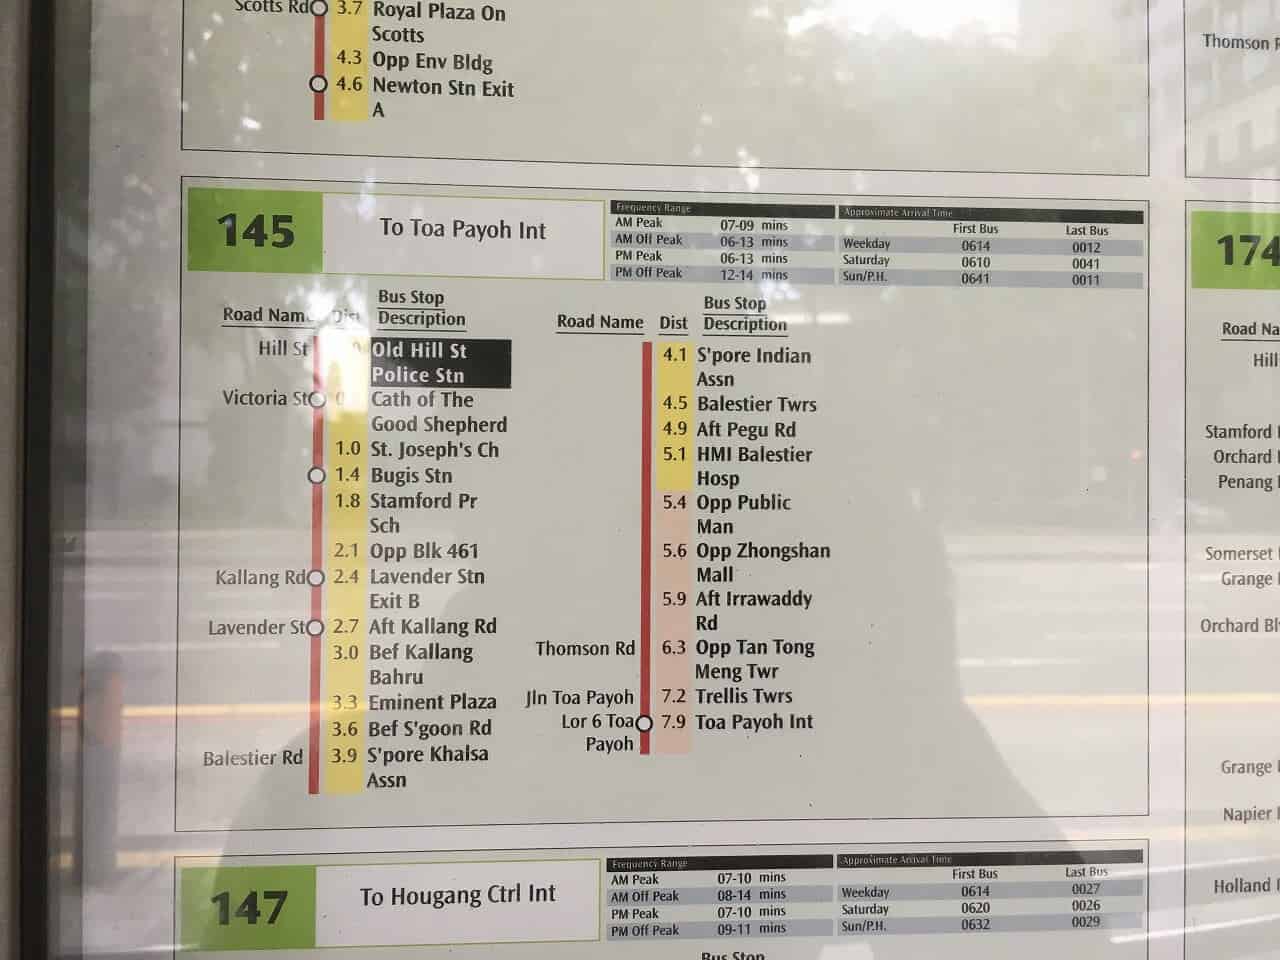 Scotts Rd 3.7 Royal Plaza On
Scotts
4.3 Opp Env Bldg
4.6 Newton Stn Exit
A
145 To Toa Payoh Int
Frequency Range
AM Peak 07-09 mins
AM Off Peak 06-13 mins
PM Peak 06-13 mins
PM Off Peak 12-14 mins
Approximate Arrival Time
First Bus Last Bus
Weekday 0614 0012
Saturday 0610 0041
Sun/P.H. 0641 0011
Road Name Dist Bus Stop
Description
Hill St Old Hill St
Police Stn
Victoria St Cath of The
Good Shepherd
1.0 St. Joseph's Ch
1.4 Bugis Stn
1.8 Stamford Pr
Sch
2.1 Opp Blk 461
Kallang Rd 2.4 Lavender Stn
Exit B
Lavender St 2.7 Aft Kallang Rd
3.0 Bef Kallang
Bahru
3.3 Eminent Plaza
3.6 Bef S'goon Rd
Balestier Rd 3.9 S'pore Khalsa
Assn
Road Name Dist Bus Stop
Description
4.1 S'pore Indian
Assn
4.5 Balestier Twrs
4.9 Aft Pegu Rd
5.1 HMI Balestier
Hosp
5.4 Opp Public
Man
5.6 Opp Zhongshan
Mall
5.9 Aft Irrawaddy
Rd
Thomson Rd 6.3 Opp Tan Tong
Meng Twr
Jln Toa Payoh 7.2 Trellis Twrs
Lor 6 Toa 7.9 Toa Payoh Int
Payoh
147 To Hougang Ctrl Int
Frequency Range
AM Peak 07-10 mins
AM Off Peak 08-14 mins
PM Peak 07-10 mins
PM Off Peak 09-11 mins
Approximate Arrival Time
First Bus Last Bus
Weekday 0614 0027
Saturday 0620 0026
Sun/P.H. 0632 0029
Bus Stop
Thomson
174
Road Na
Hill
Stamford
Orchard
Penang
Somerset
Grange
Orchard Bl
Grange
Napier
Holland